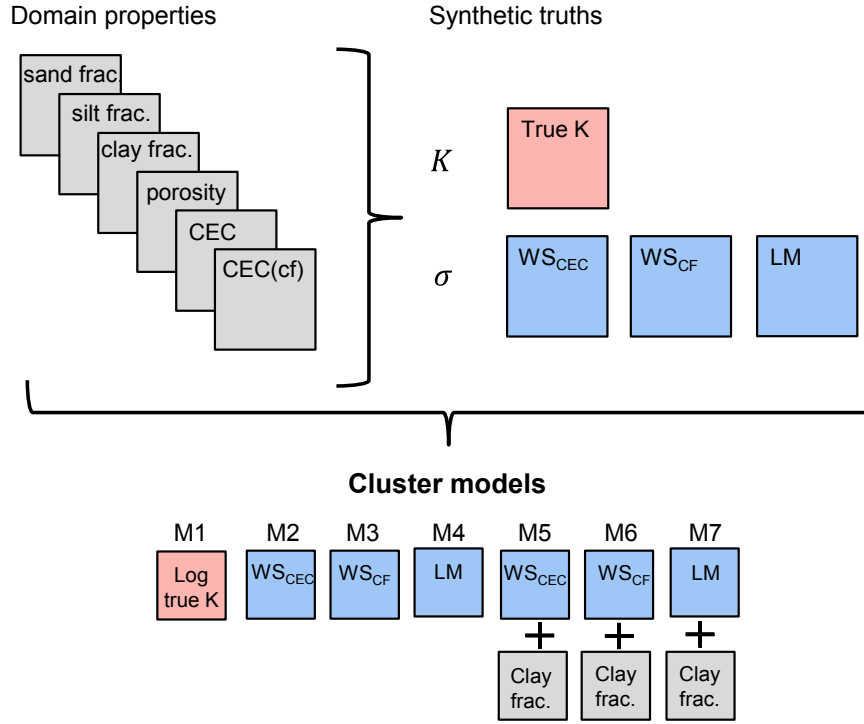 Domain properties
Synthetic truths
sand frac.
silt frac.
clay frac.
porosity
CEC
CEC(cf)
K
True K
σ
WS_CEC
WS_CF
LM
Cluster models
M1 M2 M3 M4 M5 M6 M7
Log
true K
WS_CEC
WS_CF
LM
WS_CEC
WS_CF
LM
+ + +
Clay
frac.
Clay
frac.
Clay
frac.